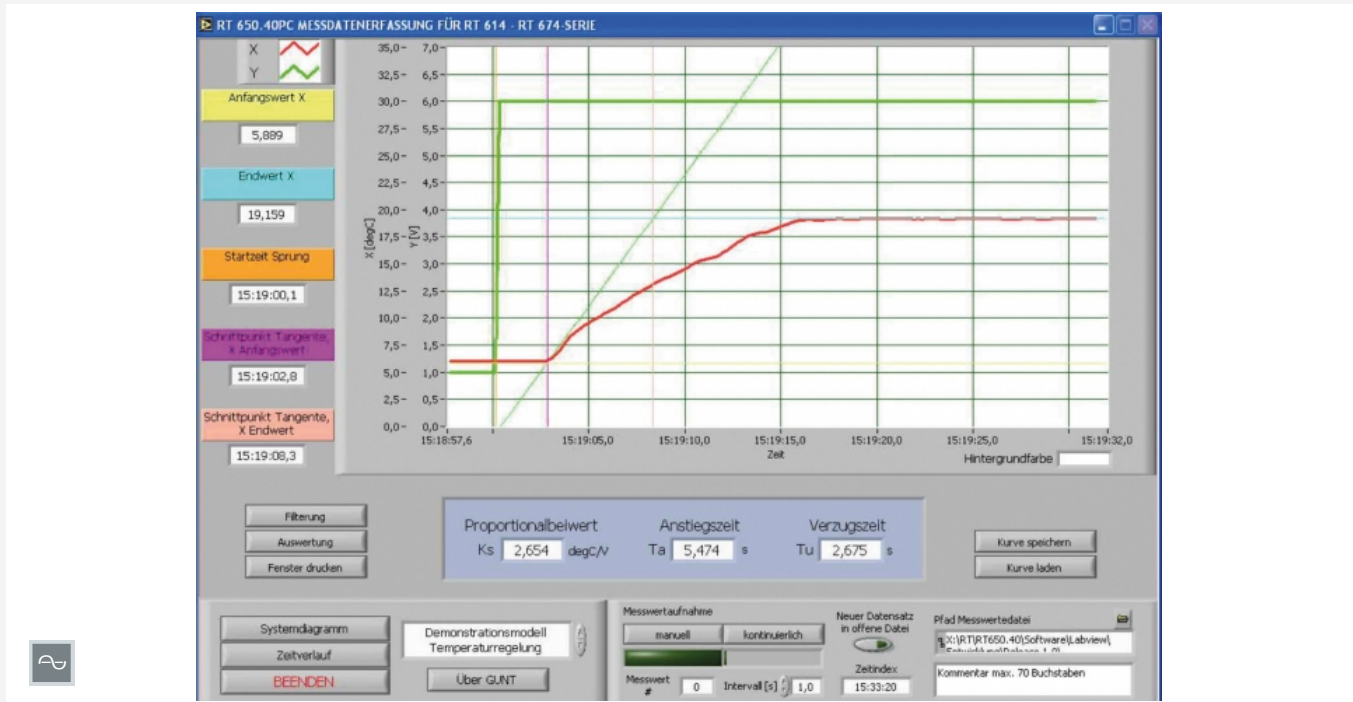 RT 650.40PC MESSDATENERFASSUNG FÜR RT 614 - RT 674-SERIE
X
Y
Anfangswert X
5,889
Endwert X
19,159
Startzeit Sprung
15:19:00,1
Schnittpunkt Tangente,
X Anfangswert
15:19:02,8
Schnittpunkt Tangente,
X Endwert
15:19:08,3
X [degC]
Y [V]
35,0- 7,0-
32,5- 6,5-
30,0- 6,0-
27,5- 5,5-
25,0- 5,0-
22,5- 4,5-
20,0- 4,0-
17,5- 3,5-
15,0- 3,0-
12,5- 2,5-
10,0- 2,0-
7,5- 1,5-
5,0- 1,0-
2,5- 0,5-
0,0- 0,0-
15:18:57,6 15:19:05,0 15:19:10,0 15:19:15,0 15:19:20,0 15:19:25,0 15:19:32,0
Zeit
Hintergrundfarbe
Filterung
Auswertung
Fenster drucken
Proportionalbeiwert Anstiegszeit Verzugszeit
Ks 2,654 degC/V Ta 5,474 s Tu 2,675 s
Kurve speichern
Kurve laden
Systemdiagramm
Zeitverlauf
BEENDEN
Demonstrationsmodell
Temperaturregelung
Über GUNT
Messwertaufnahme
manuell kontinuierlich
Messwert
#
0
Intervall [s] 1,0
Neuer Datensatz
in offene Datei
Zeitindex
15:33:20
Pfad Messwertedatei
X:\RT\RT650.40\Software\Labview\
Kommentar max. 70 Buchstaben